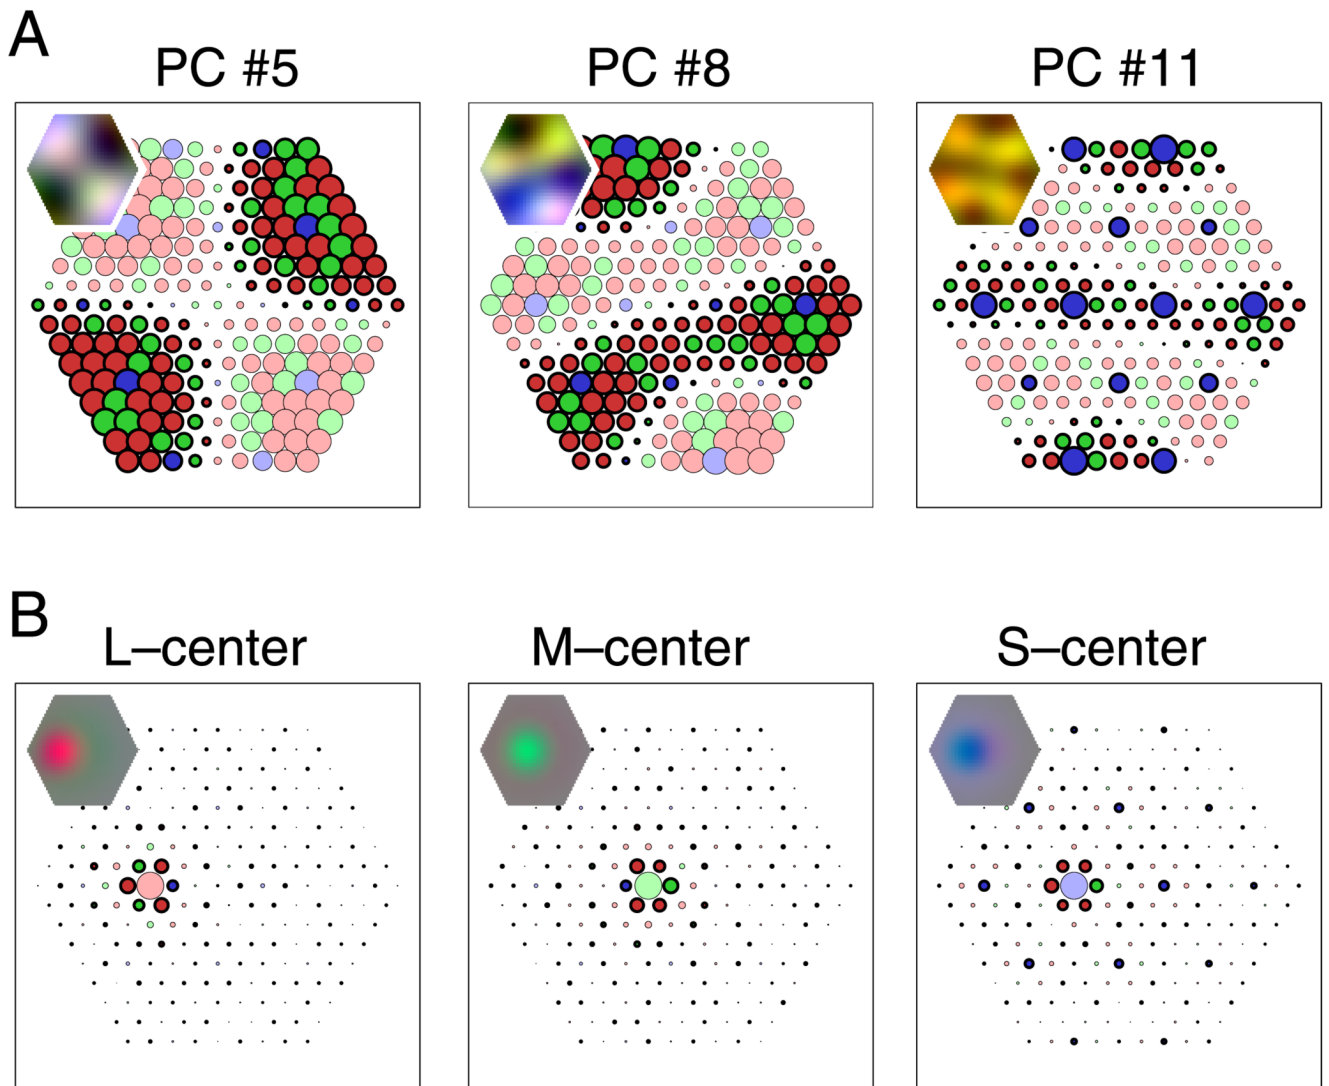 A
PC #5
PC #8
PC #11
B
L–center
M–center
S–center